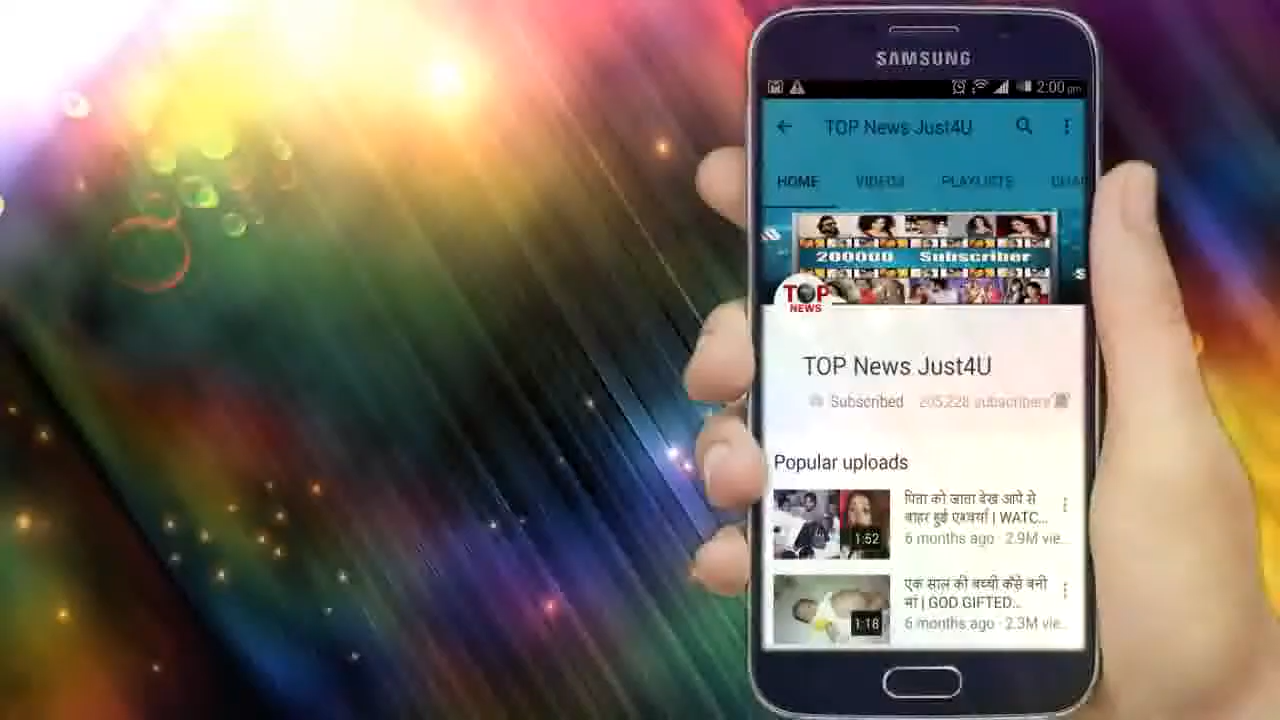 SAMSUNG
2:00 pm
TOP News Just4U
HOME VIDEOS PLAYLISTS CHAN
200000 Subscriber
TOP
NEWS
TOP News Just4U
Subscribed 205,228 subscribers
Popular uploads
पिता को जाता देख आपे से
बाहर हुई एश्वर्या | WATC...
1:52
6 months ago · 2.9M vie...
एक साल की बच्ची कैसे बनी
मां | GOD GIFTED...
1:18
6 months ago · 2.3M vie...